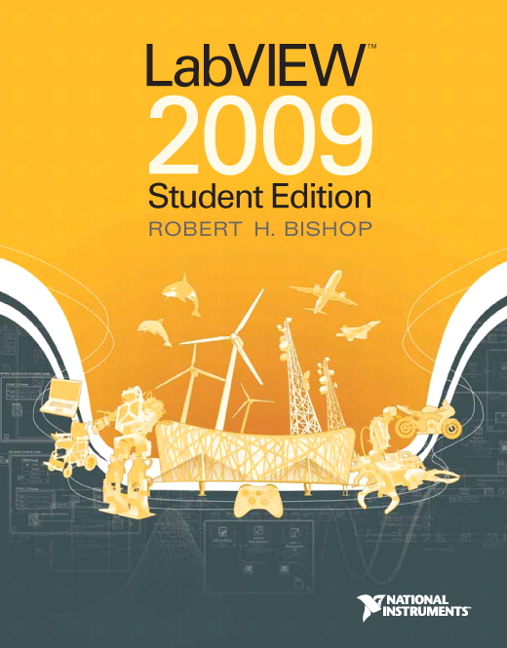 LabVIEW™
2009
Student Edition
ROBERT H. BISHOP
NATIONAL
INSTRUMENTS™